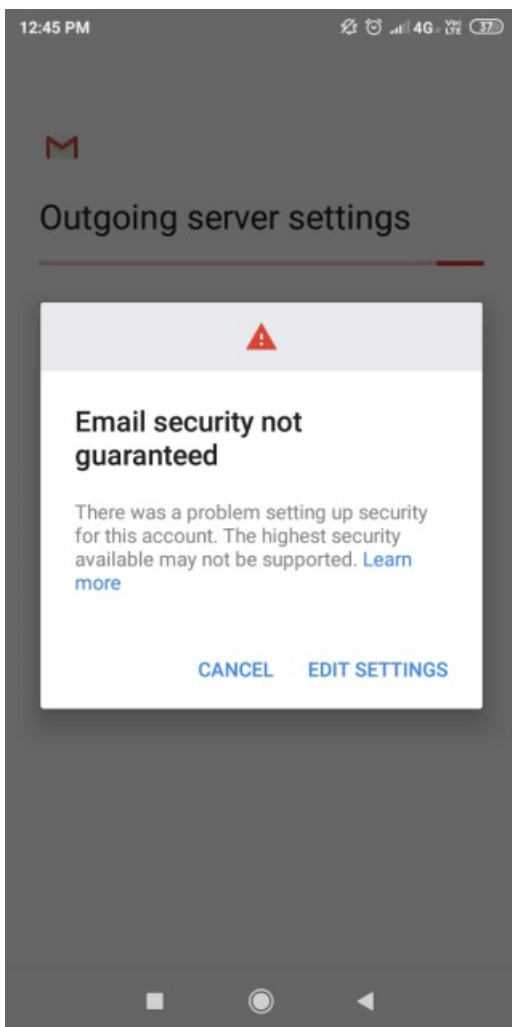 12:45 PM 4G VoLTE 37
Outgoing server settings
Email security not
guaranteed
There was a problem setting up security
for this account. The highest security
available may not be supported. Learn
more
CANCEL EDIT SETTINGS